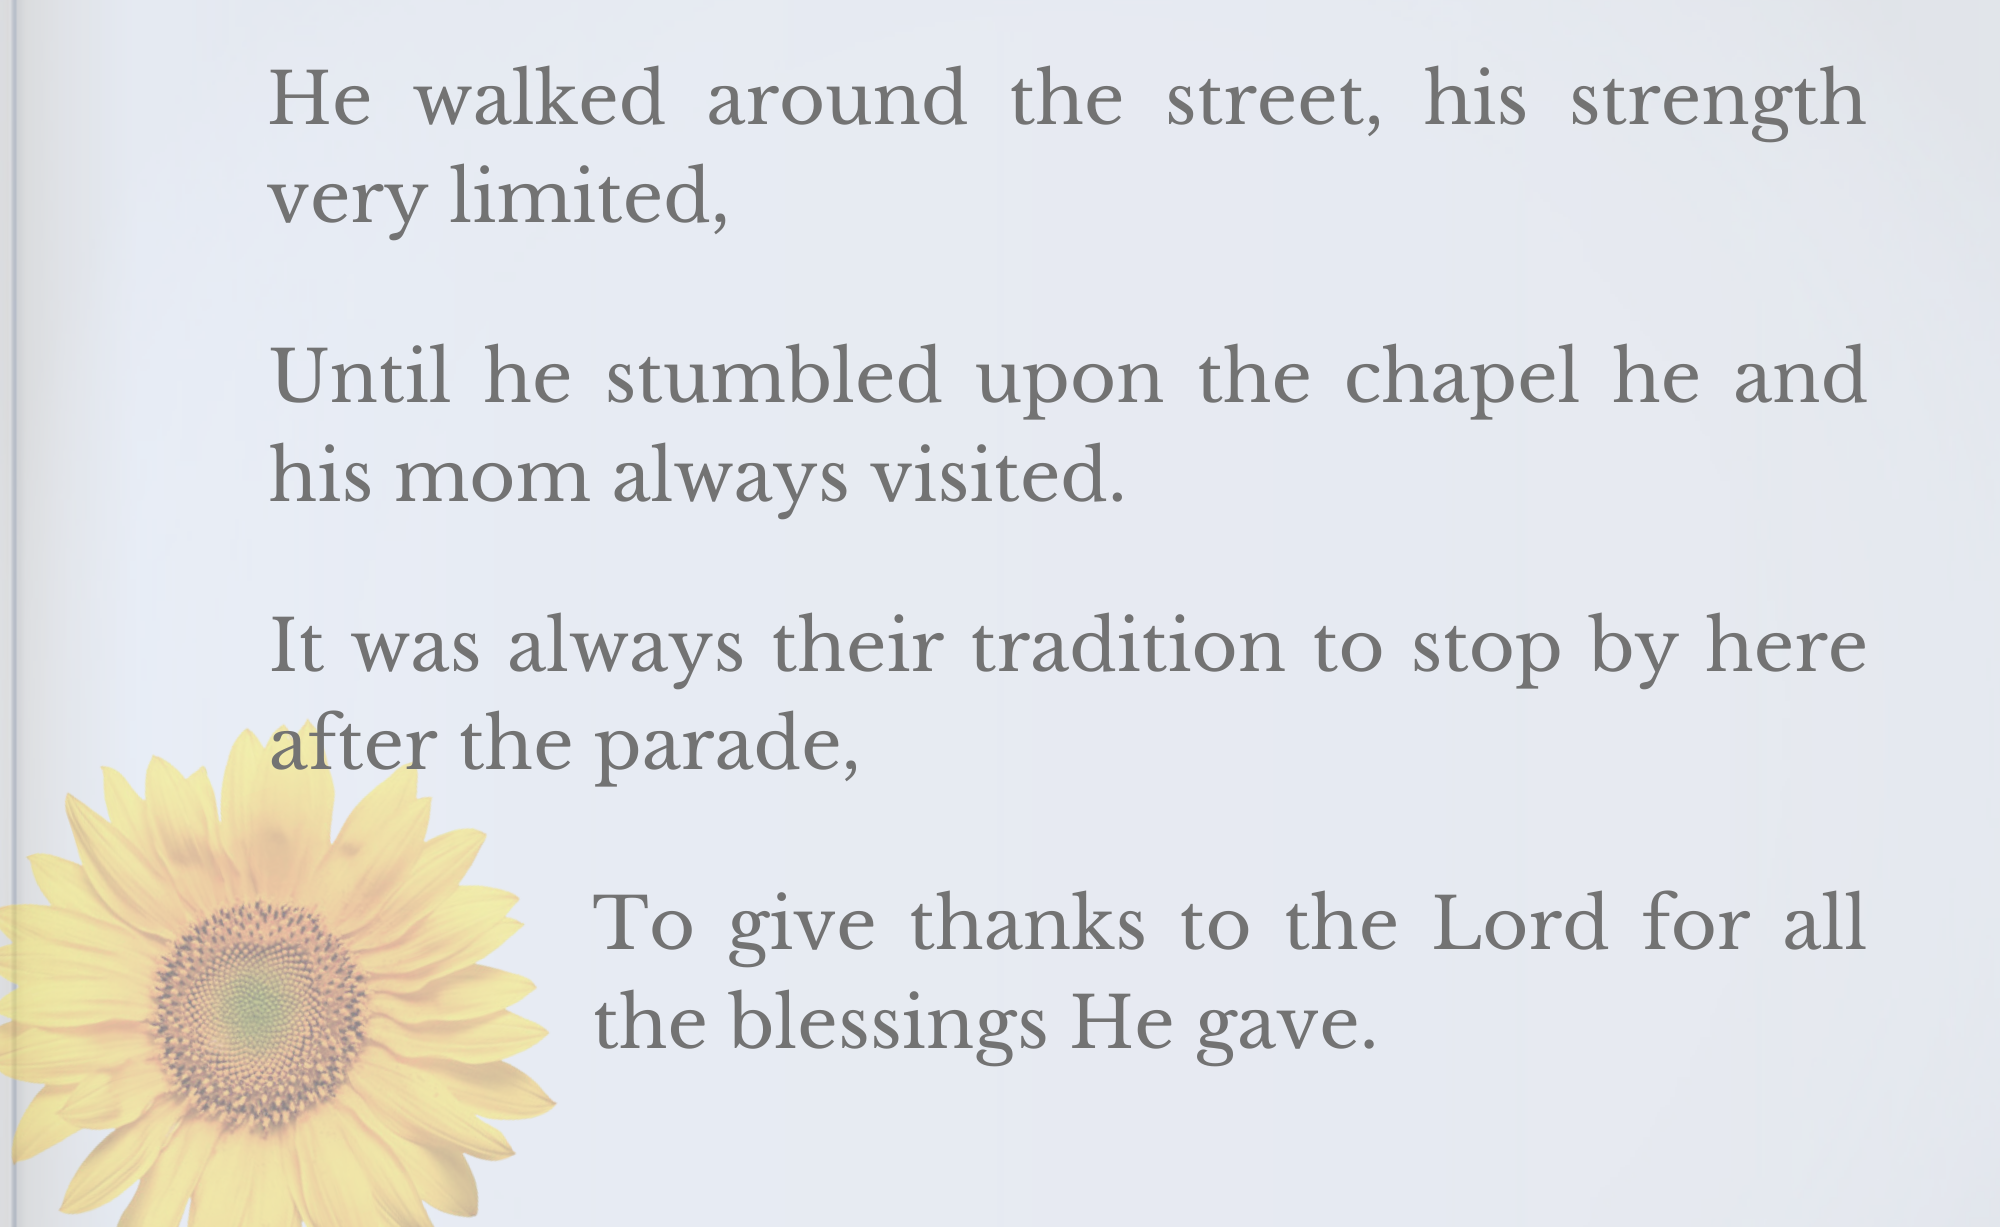 He walked around the street, his strength
very limited,
Until he stumbled upon the chapel he and
his mom always visited.
It was always their tradition to stop by here
after the parade,
To give thanks to the Lord for all
the blessings He gave.